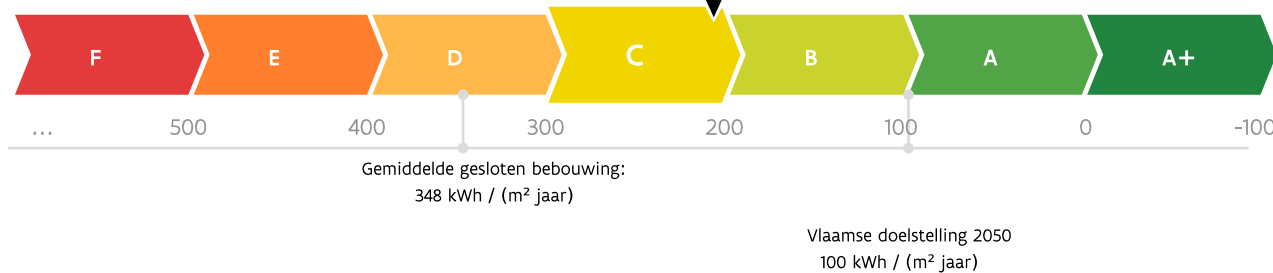 F E D C B A A+
... 500 400 300 200 100 0 -100
Gemiddelde gesloten bebouwing:
348 kWh / (m² jaar)
Vlaamse doelstelling 2050
100 kWh / (m² jaar)